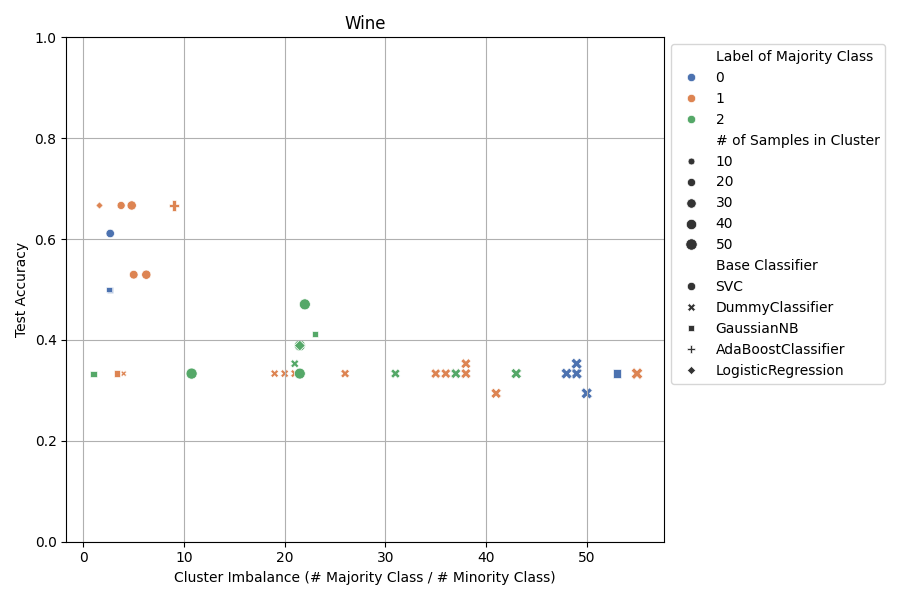 Wine
1.0
0.8
0.6
0.4
0.2
0.0
Test Accuracy
0 10 20 30 40 50
Cluster Imbalance (# Majority Class / # Minority Class)
Label of Majority Class
0
1
2
# of Samples in Cluster
10
20
30
40
50
Base Classifier
SVC
DummyClassifier
GaussianNB
AdaBoostClassifier
LogisticRegression